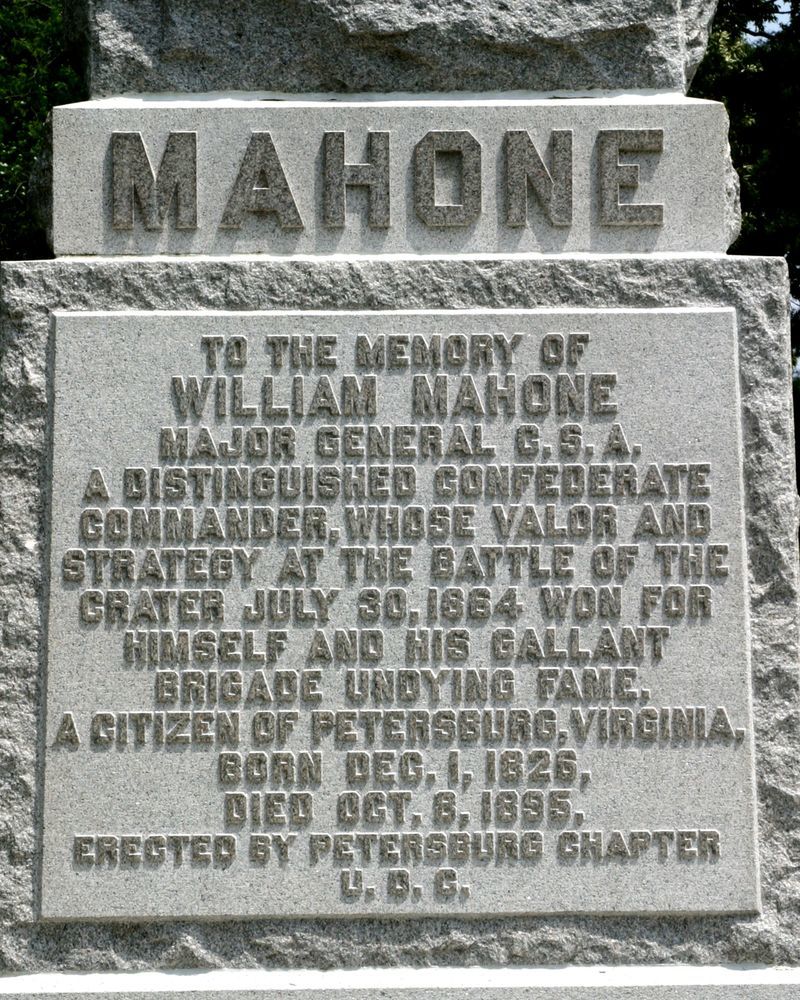 MAHONE
TO THE MEMORY OF
WILLIAM MAHONE
MAJOR GENERAL C.S.A.
A DISTINGUISHED CONFEDERATE
COMMANDER, WHOSE VALOR AND
STRATEGY AT THE BATTLE OF THE
CRATER JULY 30, 1864 WON FOR
HIMSELF AND HIS GALLANT
BRIGADE UNDYING FAME.
A CITIZEN OF PETERSBURG, VIRGINIA,
BORN DEC. 1, 1826,
DIED OCT. 8, 1895,
ERECTED BY PETERSBURG CHAPTER
U. D. C.